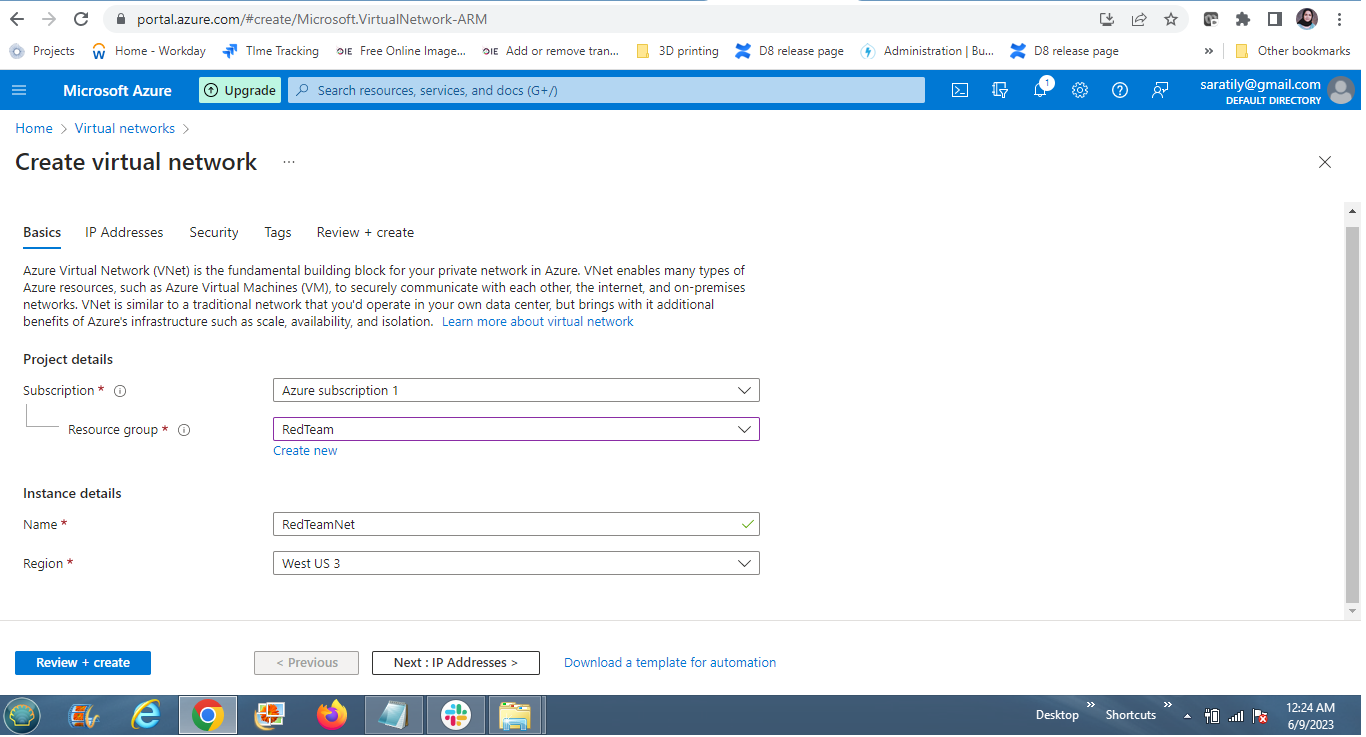 portal.azure.com/#create/Microsoft.VirtualNetwork-ARM
Projects
Home - Workday
TIme Tracking
OIE Free Online Image...
OIE Add or remove tran...
3D printing
D8 release page
Administration | Bu...
D8 release page
»
Other bookmarks
Microsoft Azure
Upgrade
Search resources, services, and docs (G+/)
1
saratily@gmail.com
DEFAULT DIRECTORY
Home > Virtual networks >
Create virtual network ...
Basics
IP Addresses
Security
Tags
Review + create
Azure Virtual Network (VNet) is the fundamental building block for your private network in Azure. VNet enables many types of
Azure resources, such as Azure Virtual Machines (VM), to securely communicate with each other, the internet, and on-premises
networks. VNet is similar to a traditional network that you'd operate in your own data center, but brings with it additional
benefits of Azure's infrastructure such as scale, availability, and isolation. Learn more about virtual network
Project details
Subscription *
Azure subscription 1
Resource group *
RedTeam
Create new
Instance details
Name *
RedTeamNet
Region *
West US 3
Review + create
< Previous
Next : IP Addresses >
Download a template for automation
Desktop »
Shortcuts »
12:24 AM
6/9/2023